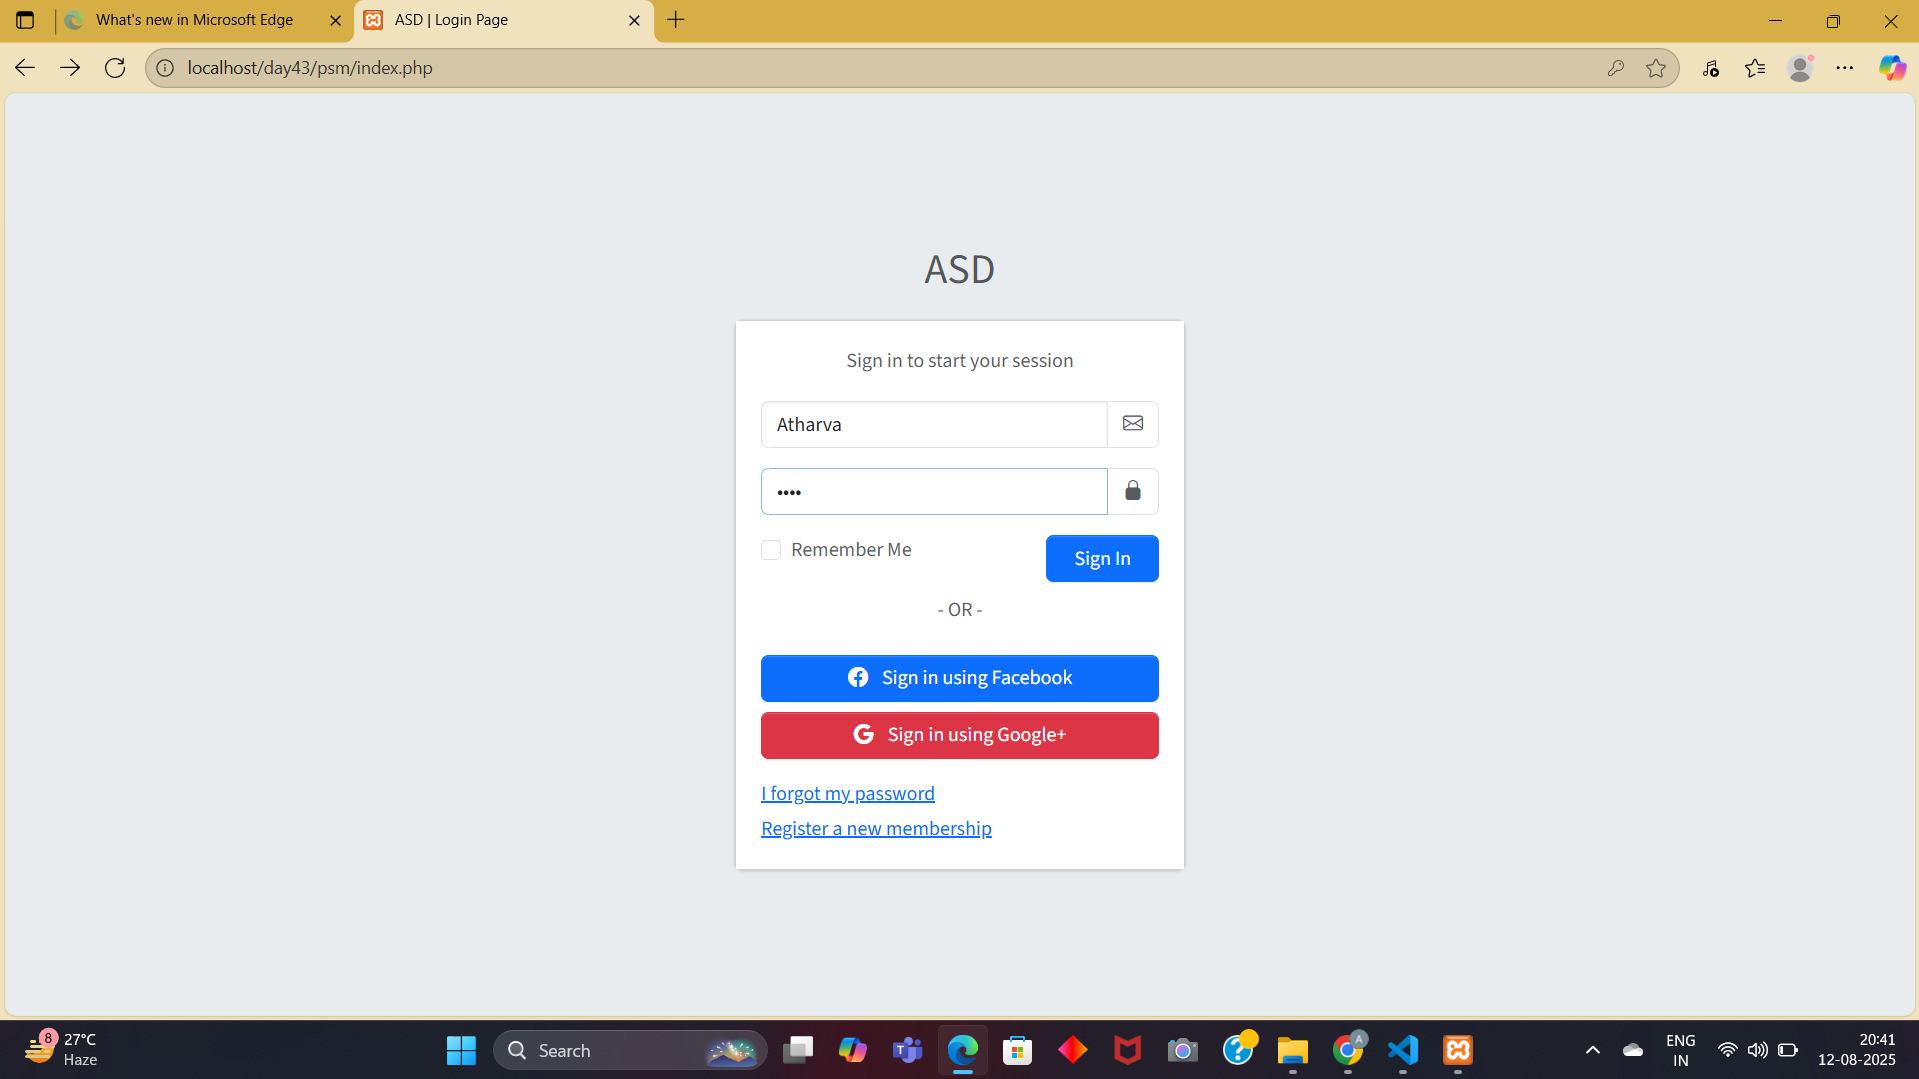 What's new in Microsoft Edge
ASD | Login Page
localhost/day43/psm/index.php
ASD
Sign in to start your session
Atharva
••••
Remember Me
Sign In
- OR -
Sign in using Facebook
Sign in using Google+
I forgot my password
Register a new membership
8
27°C
Haze
Search
A
ENG
IN
20:41
12-08-2025